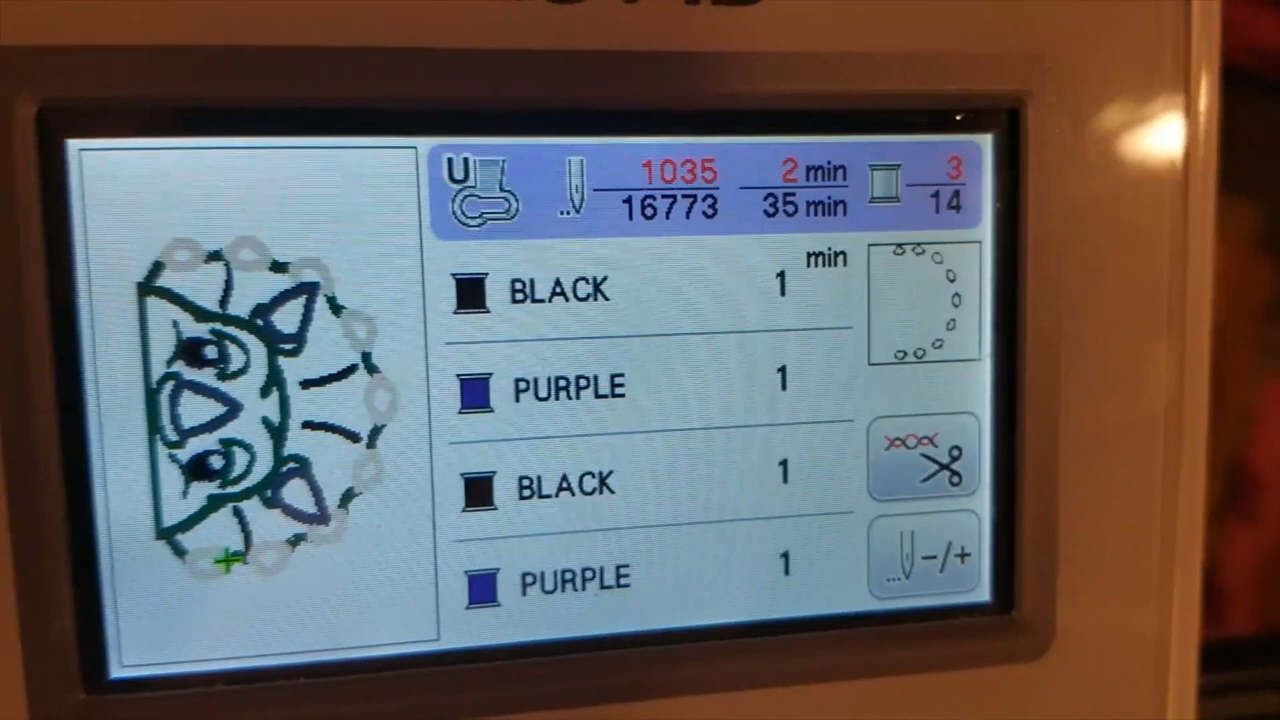 U 1035 2 min 3
16773 35 min 14
min
BLACK 1
PURPLE 1
BLACK 1
PURPLE 1
-/+